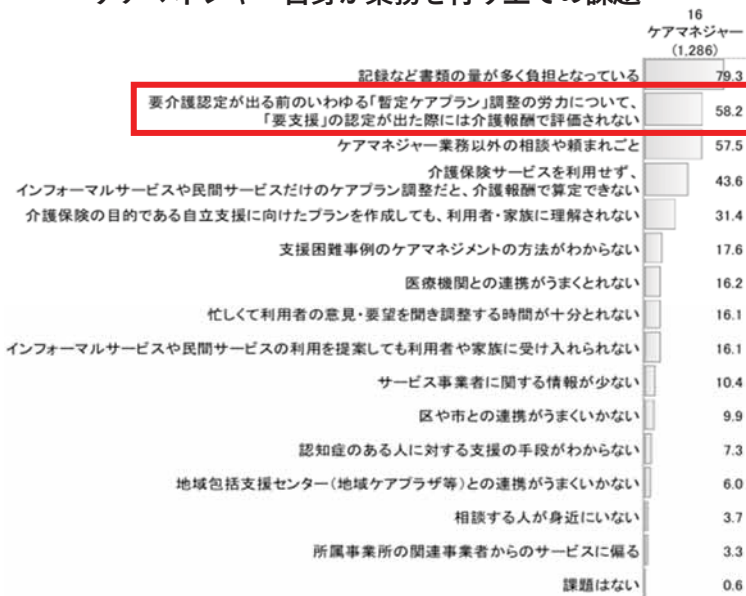 ケアマネジャー自身が業務を行う上での課題
16
ケアマネジャー
(1,286)
記録など書類の量が多く負担となっている 79.3
要介護認定が出る前のいわゆる「暫定ケアプラン」調整の労力について、
「要支援」の認定が出た際には介護報酬で評価されない 58.2
ケアマネジャー業務以外の相談や頼まれごと 57.5
介護保険サービスを利用せず、
インフォーマルサービスや民間サービスだけのケアプラン調整だと、介護報酬で算定できない 43.6
介護保険の目的である自立支援に向けたプランを作成しても、利用者・家族に理解されない 31.4
支援困難事例のケアマネジメントの方法がわからない 17.6
医療機関との連携がうまくとれない 16.2
忙しくて利用者の意見・要望を聞き調整する時間が十分とれない 16.1
インフォーマルサービスや民間サービスの利用を提案しても利用者や家族に受け入れられない 16.1
サービス事業者に関する情報が少ない 10.4
区や市との連携がうまくいかない 9.9
認知症のある人に対する支援の手段がわからない 7.3
地域包括支援センター(地域ケアプラザ等)との連携がうまくいかない 6.0
相談する人が身近にいない 3.7
所属事業所の関連事業者からのサービスに偏る 3.3
課題はない 0.6